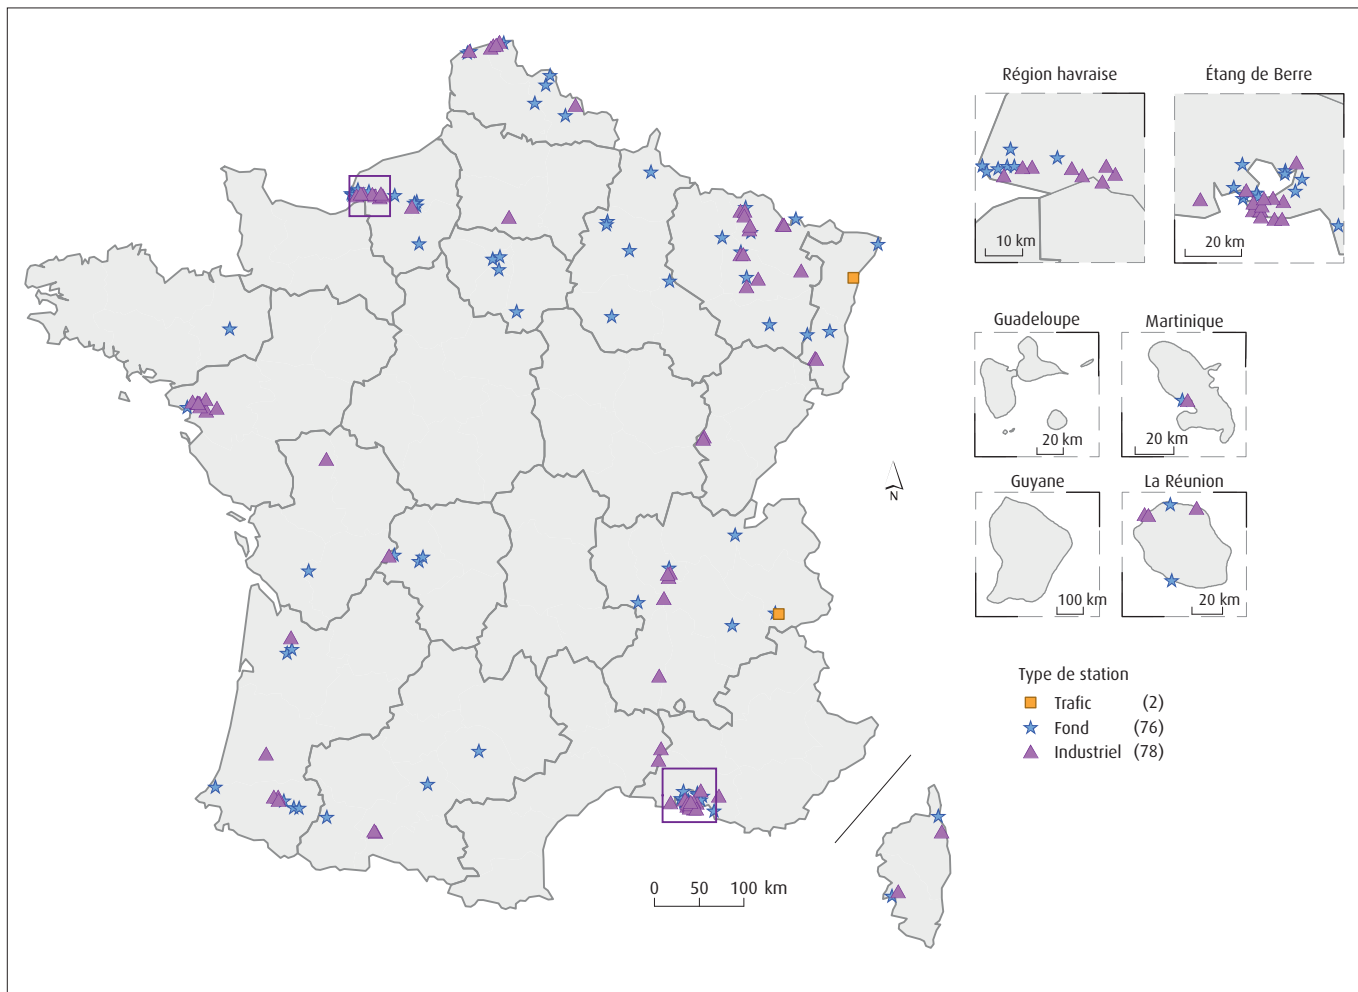 Région havraise
Étang de Berre
10 km
20 km
Guadeloupe
Martinique
20 km
20 km
N
Guyane
La Réunion
100 km
20 km
Type de station
Trafic (2)
Fond (76)
Industriel (78)
0 50 100 km